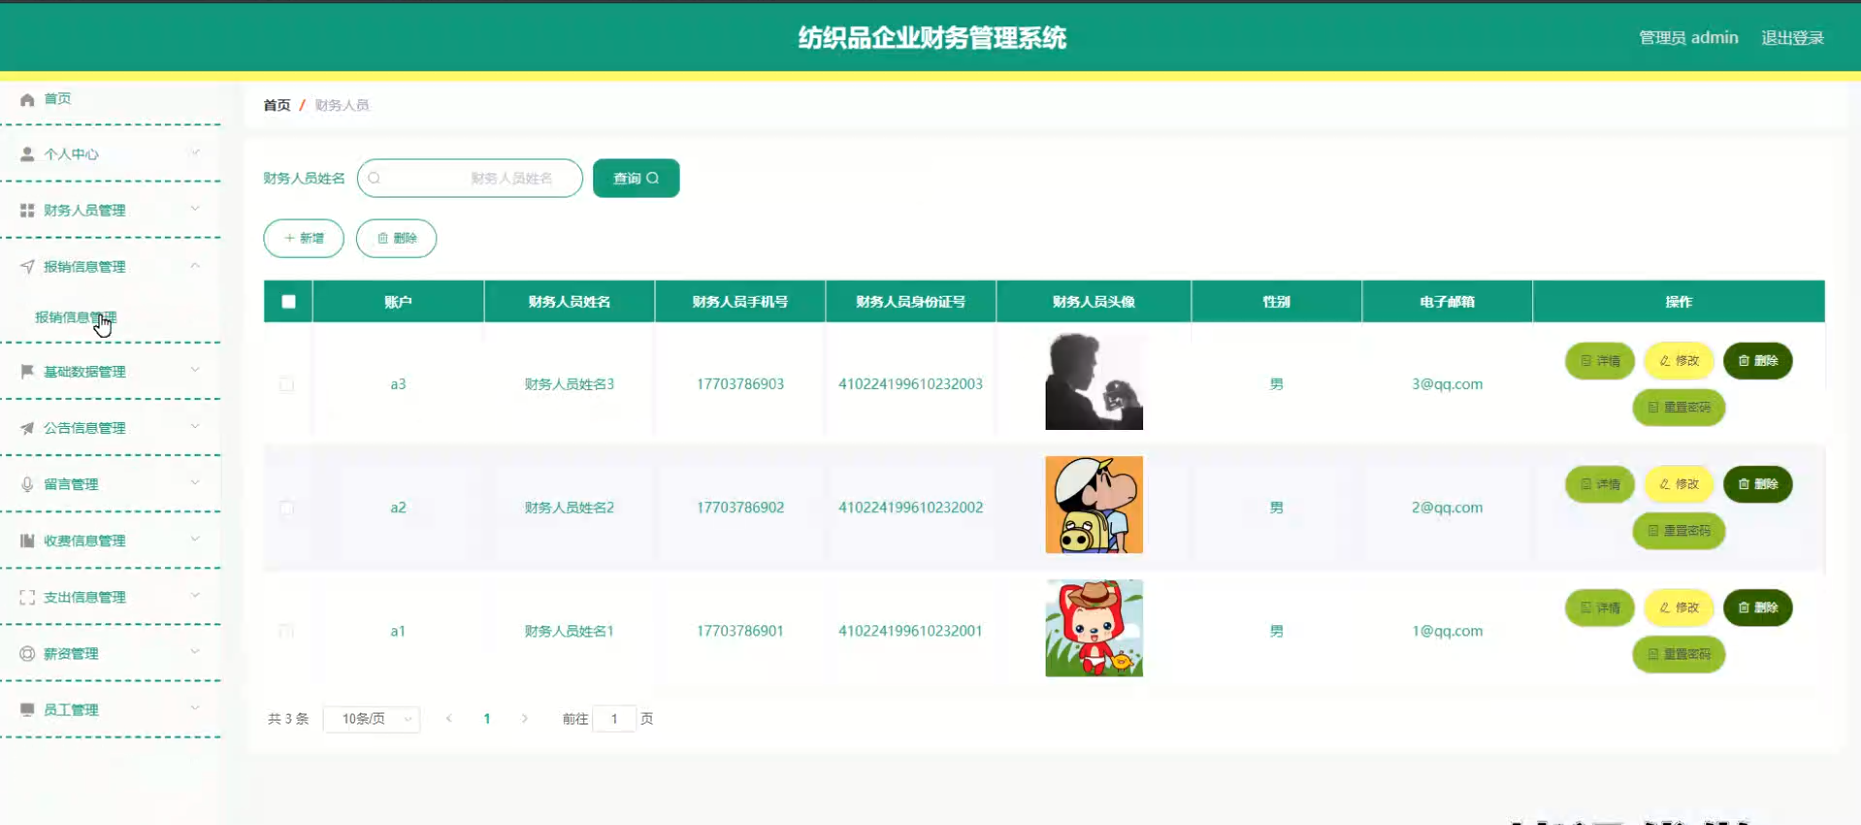 纺织品企业财务管理系统
管理员 admin 退出登录
首页
个人中心
财务人员管理
报销信息管理
报销信息管理
基础数据管理
公告信息管理
留言管理
收费信息管理
支出信息管理
薪资管理
员工管理
首页 / 财务人员
财务人员姓名 财务人员姓名 查询
+ 新增 删除
账户 财务人员姓名 财务人员手机号 财务人员身份证号 财务人员头像 性别 电子邮箱 操作
a3 财务人员姓名3 17703786903 410224199610232003 男 3@qq.com 详情 修改 删除
重置密码
a2 财务人员姓名2 17703786902 410224199610232002 男 2@qq.com 详情 修改 删除
重置密码
a1 财务人员姓名1 17703786901 410224199610232001 男 1@qq.com 详情 修改 删除
重置密码
共 3 条 10条/页 < 1 > 前往 1 页